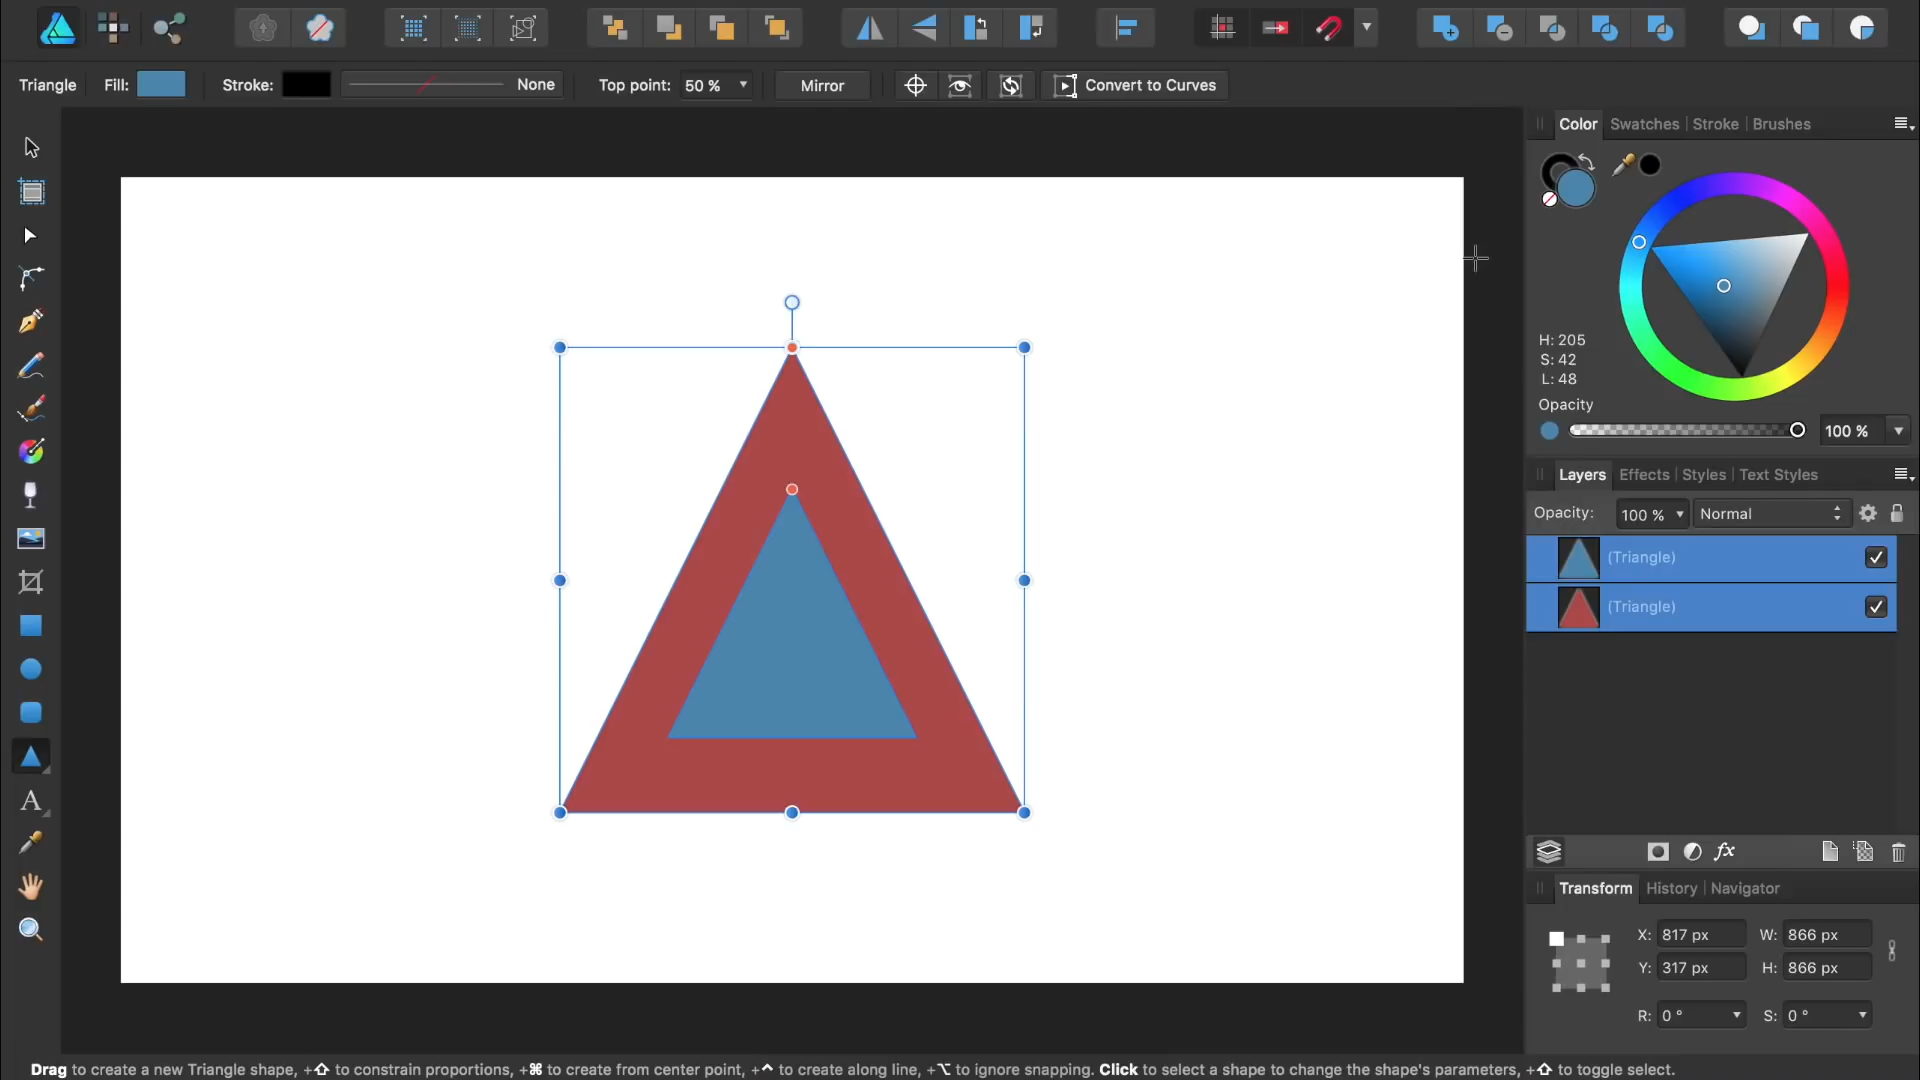 Triangle Fill: Stroke: None Top point: 50 % Mirror Convert to Curves
Color Swatches Stroke Brushes
H: 205
S: 42
L: 48
Opacity
100 %
Layers Effects Styles Text Styles
Opacity: 100 % Normal
(Triangle)
(Triangle)
fx
Transform History Navigator
X: 817 px W: 866 px
Y: 317 px H: 866 px
R: 0 ° S: 0 °
A
Drag to create a new Triangle shape, +⇧ to constrain proportions, +⌘ to create from center point, +⌃ to create along line, +⌥ to ignore snapping. Click to select a shape to change the shape's parameters, +⇧ to toggle select.